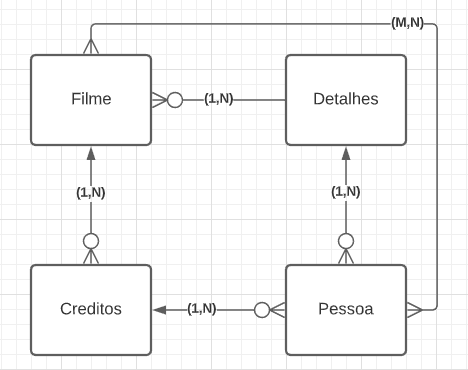 (M,N)
Filme
(1,N)
Detalhes
(1,N)
(1,N)
Creditos
(1,N)
Pessoa